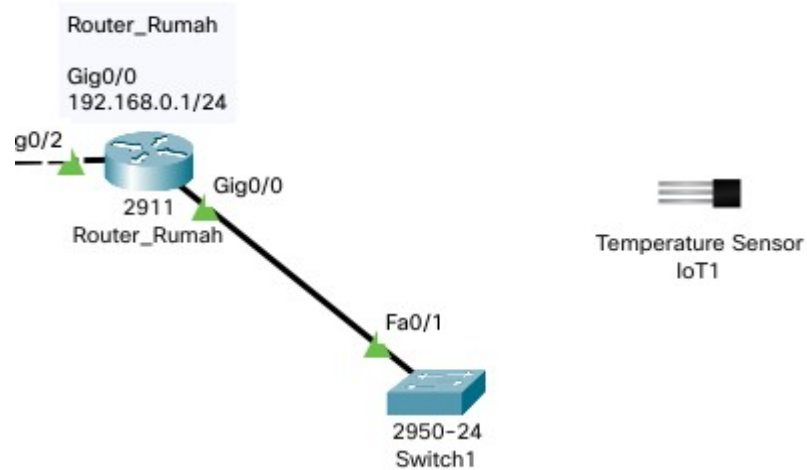 Router_Rumah
Gig0/0
192.168.0.1/24
g0/2
Gig0/0
2911
Router_Rumah
Temperature Sensor
IoT1
Fa0/1
2950-24
Switch1